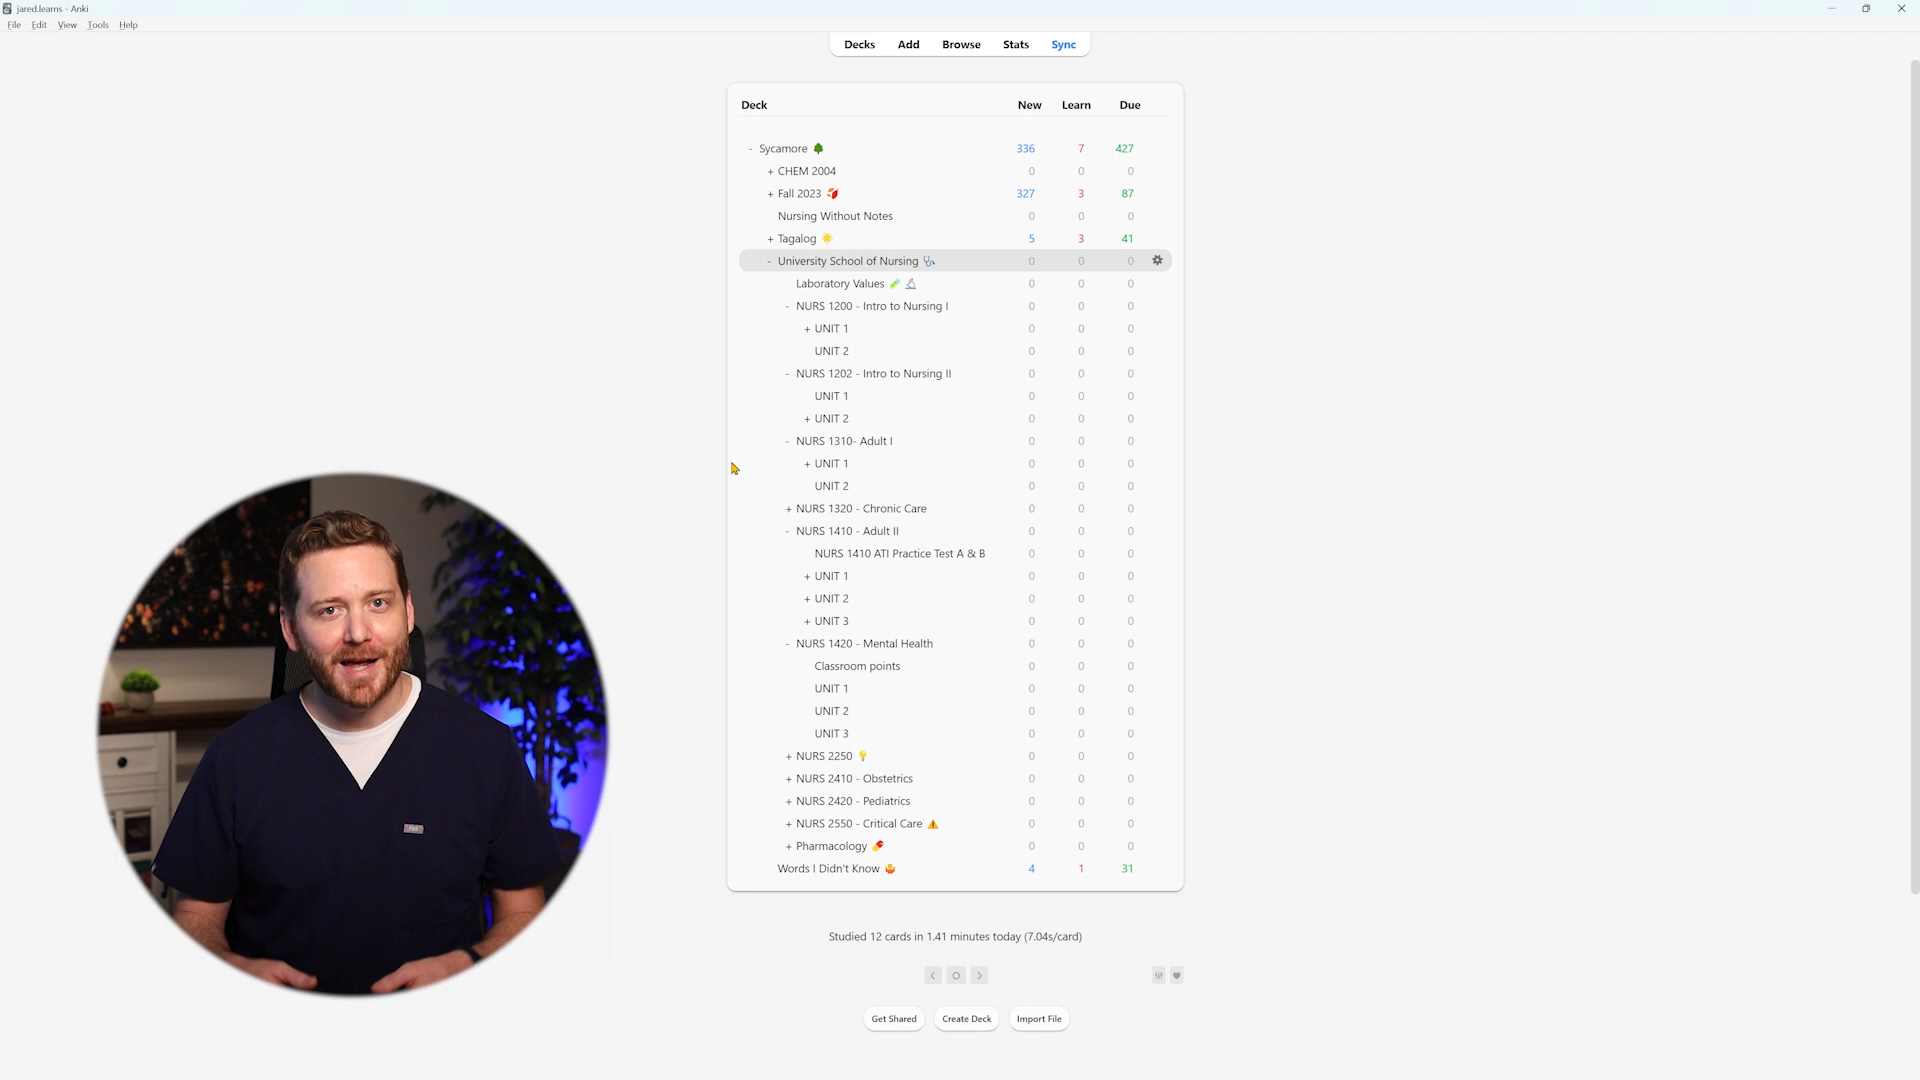 jared.learns - Anki
File Edit View Tools Help
Decks Add Browse Stats Sync
Deck New Learn Due
- Sycamore 🌳 336 7 427
+ CHEM 2004 0 0 0
+ Fall 2023 🍂 327 3 87
Nursing Without Notes 0 0 0
+ Tagalog ☀️ 5 3 41
- University School of Nursing 🩺 0 0 0
Laboratory Values 🧪 🔬 0 0 0
- NURS 1200 - Intro to Nursing I 0 0 0
+ UNIT 1 0 0 0
UNIT 2 0 0 0
- NURS 1202 - Intro to Nursing II 0 0 0
UNIT 1 0 0 0
+ UNIT 2 0 0 0
- NURS 1310- Adult I 0 0 0
+ UNIT 1 0 0 0
UNIT 2 0 0 0
+ NURS 1320 - Chronic Care 0 0 0
- NURS 1410 - Adult II 0 0 0
NURS 1410 ATI Practice Test A & B 0 0 0
+ UNIT 1 0 0 0
+ UNIT 2 0 0 0
+ UNIT 3 0 0 0
- NURS 1420 - Mental Health 0 0 0
Classroom points 0 0 0
UNIT 1 0 0 0
UNIT 2 0 0 0
UNIT 3 0 0 0
+ NURS 2250 💡 0 0 0
+ NURS 2410 - Obstetrics 0 0 0
+ NURS 2420 - Pediatrics 0 0 0
+ NURS 2550 - Critical Care ⚠️ 0 0 0
+ Pharmacology 💊 0 0 0
Words I Didn't Know 🤷 4 1 31
Studied 12 cards in 1.41 minutes today (7.04s/card)
Get Shared Create Deck Import File